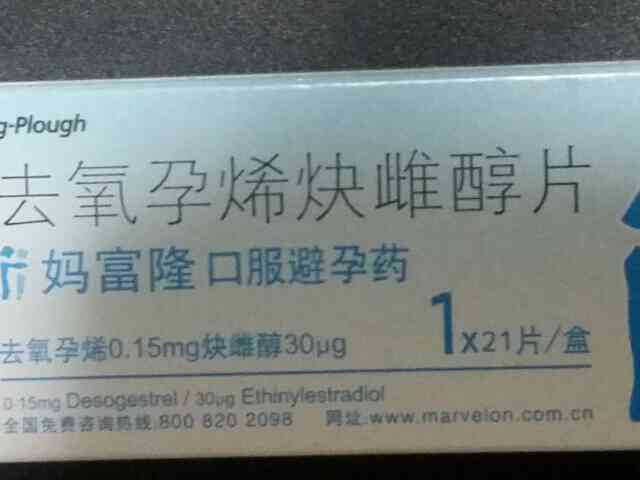 g-Plough
去氧孕烯炔雌醇片
妈富隆 口服避孕药
去氧孕烯0.15mg炔雌醇30μg 1x21片/盒
0.15mg Desogestrel / 30μg Ethinylestradiol
全国免费咨询热线:800 820 2098 网址:www.marvelon.com.cn